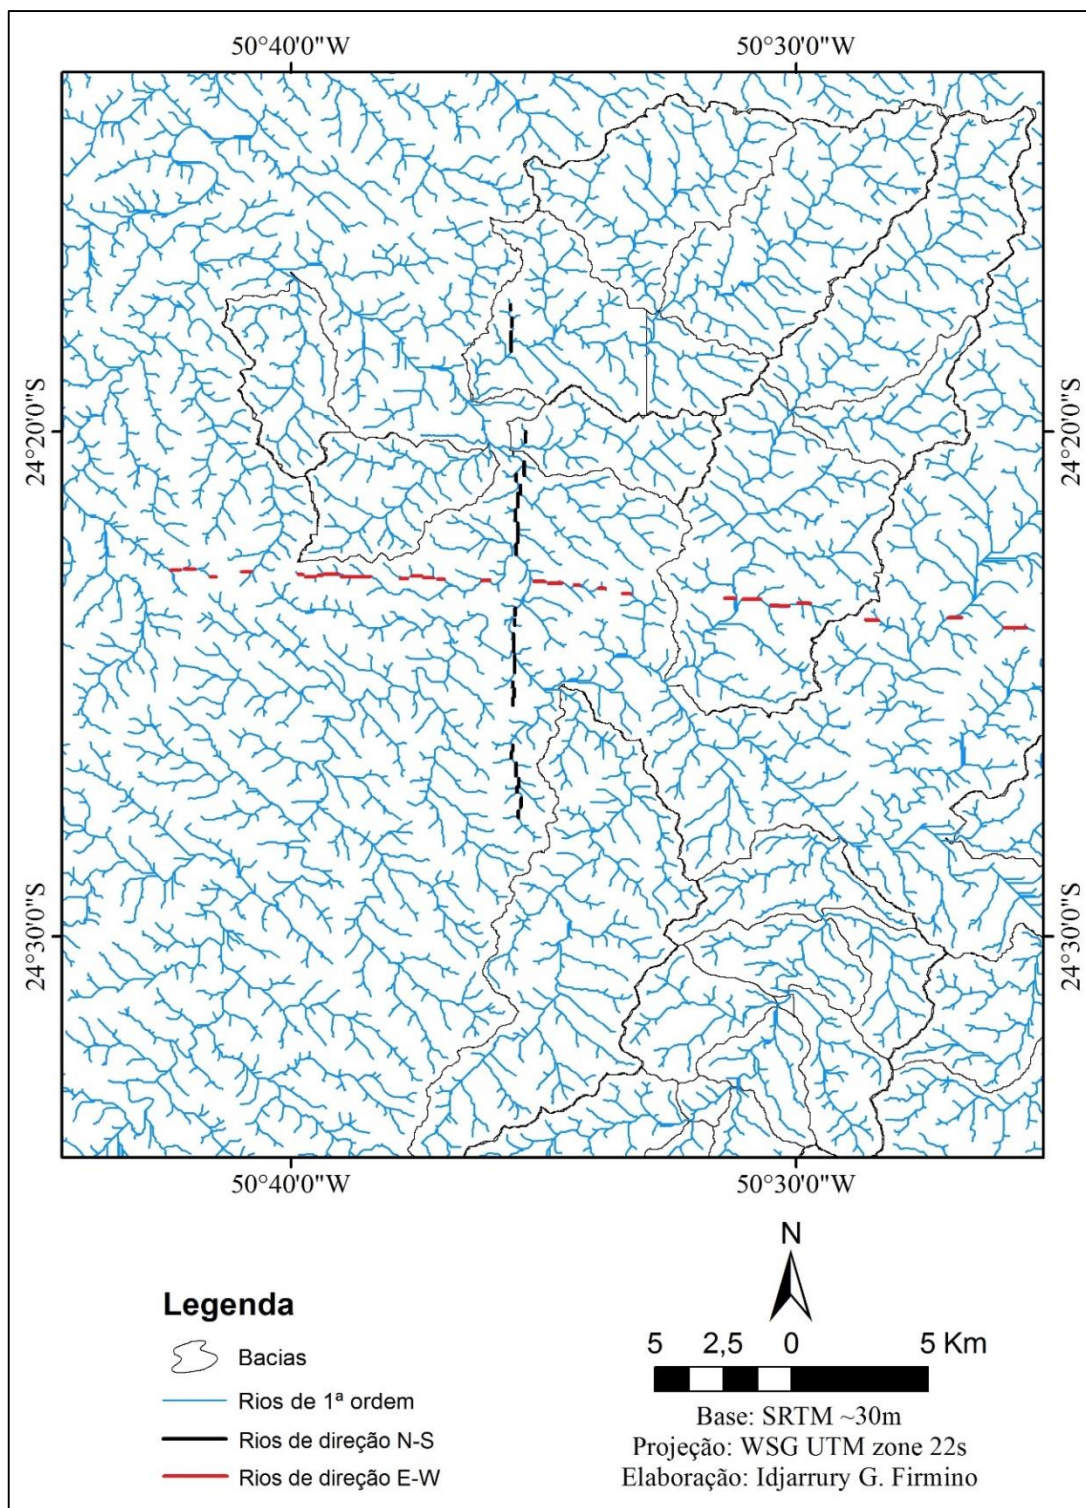 50°40'0"W 50°30'0"W
24°20'0"S 24°20'0"S
24°30'0"S 24°30'0"S
50°40'0"W 50°30'0"W
N
Legenda
Bacias
Rios de 1ª ordem
Rios de direção N-S
Rios de direção E-W
5 2,5 0 5 Km
Base: SRTM ~30m
Projeção: WSG UTM zone 22s
Elaboração: Idjarrury G. Firmino